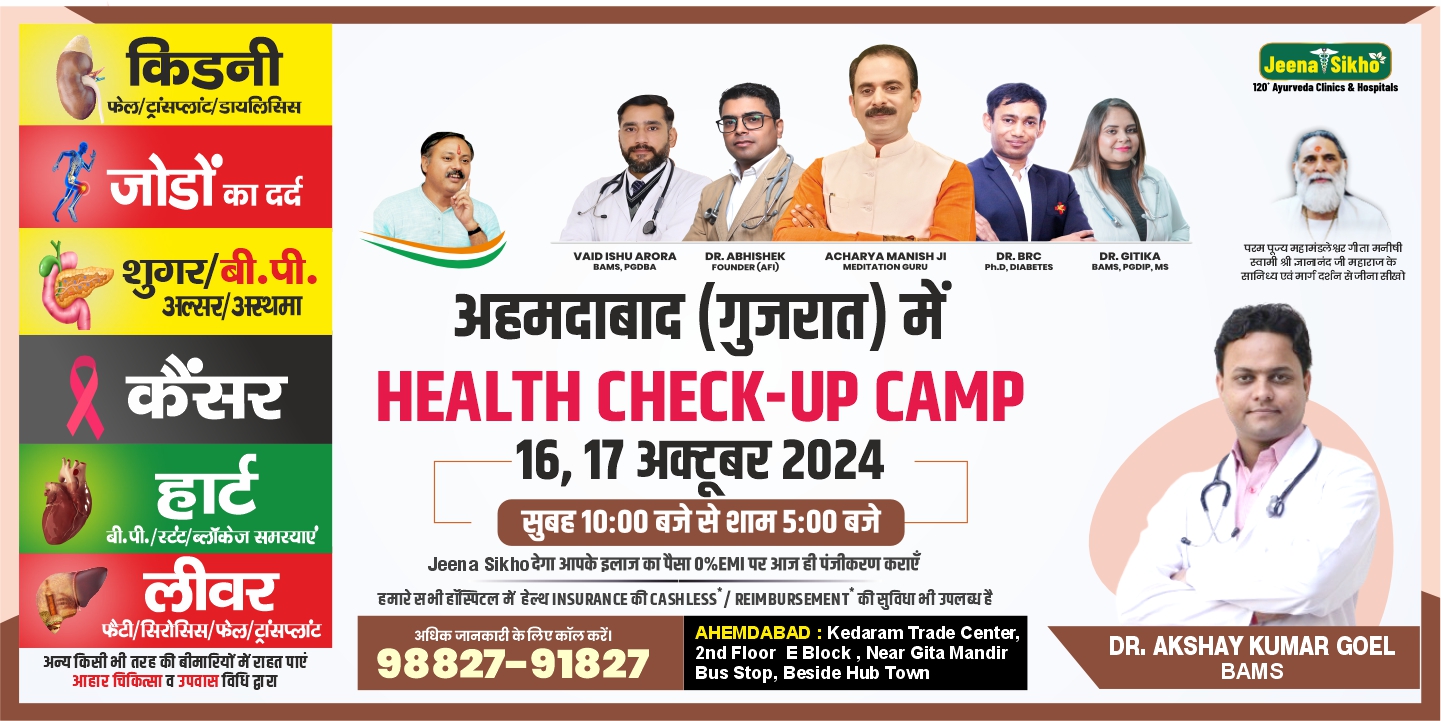 किडनी
फेल/ट्रांसप्लांट/डायलिसिस
जोडों का दर्द
शुगर/बी.पी.
अल्सर/अस्थमा
कैंसर
हार्ट
बी.पी./स्टंट/ब्लॉकेज समस्याएं
लीवर
फैटी/सिरोसिस/फेल/ट्रांसप्लांट
अन्य किसी भी तरह की बीमारियों में राहत पाएं
आहार चिकित्सा व उपवास विधि द्वारा
VAID ISHU ARORA
BAMS, PGDBA
DR. ABHISHEK
FOUNDER (AFI)
ACHARYA MANISH JI
MEDITATION GURU
DR. BRC
Ph.D, DIABETES
DR. GITIKA
BAMS, PGDIP, MS
Jeena Sikho
120+ Ayurveda Clinics & Hospitals
परम पूज्य महामंडलेश्वर गीता मनीषी
स्वामी श्री ज्ञानानंद जी महाराज के
सानिध्य एवं मार्ग दर्शन से जीना सीखो
अहमदाबाद (गुजरात) में
HEALTH CHECK-UP CAMP
16, 17 अक्टूबर 2024
सुबह 10:00 बजे से शाम 5:00 बजे
Jeena Sikho देगा आपके इलाज का पैसा 0%EMI पर आज ही पंजीकरण कराएँ
हमारे सभी हॉस्पिटल में हेल्थ INSURANCE की CASHLESS*/ REIMBURSEMENT* की सुविधा भी उपलब्ध है
अधिक जानकारी के लिए कॉल करें।
98827-91827
AHEMDABAD : Kedaram Trade Center,
2nd Floor E Block , Near Gita Mandir
Bus Stop, Beside Hub Town
DR. AKSHAY KUMAR GOEL
BAMS